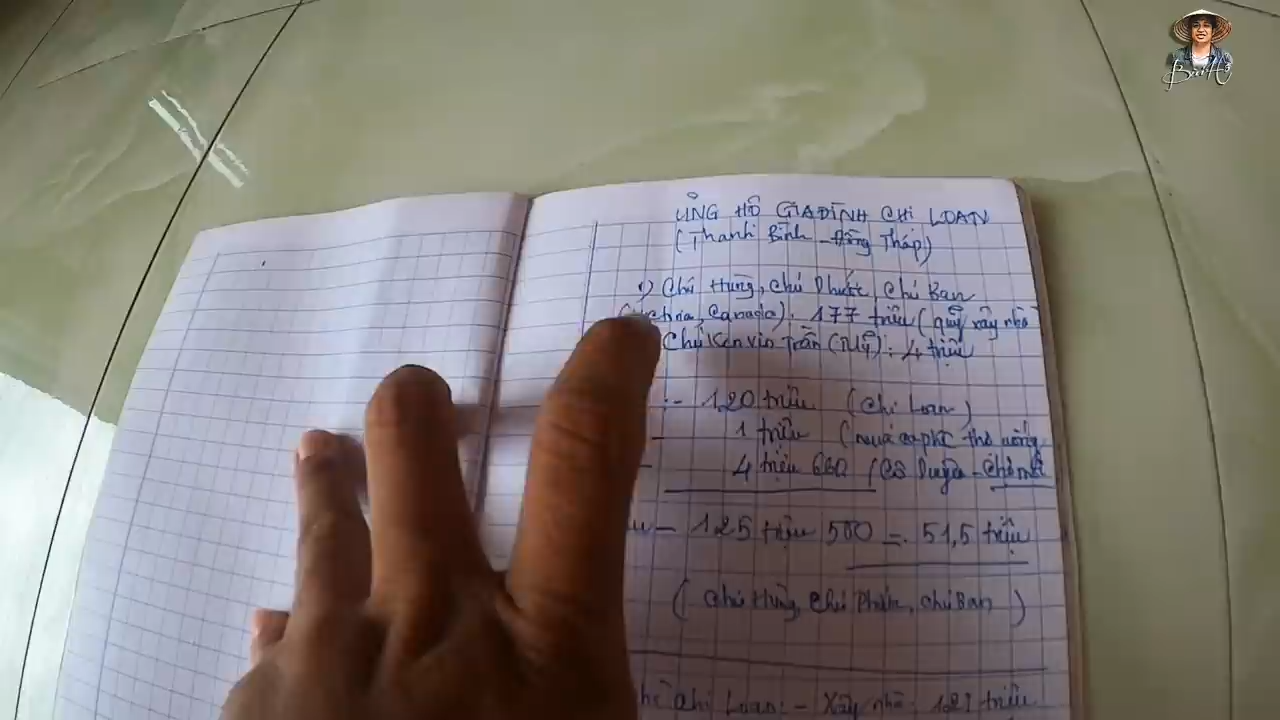 ỦNG HỘ GIA ĐÌNH CHỊ LOAN
(Thanh Bình - Đồng Tháp)
1) Chú Hùng, Chú Phước, Chú Ban
Canada). 177 triệu (quỹ xây nhà
Chú Kenvin Trần (Mỹ): 4 triệu
:- 120 triệu (Chị Loan)
- 1 triệu (
- 4 triệu 660 (Cô
- 125 triệu 500 = 51,5 triệu
(Chú Hùng, Chú Phước, Chú Ban)
Chị Loan: - Xây nhà: triệu